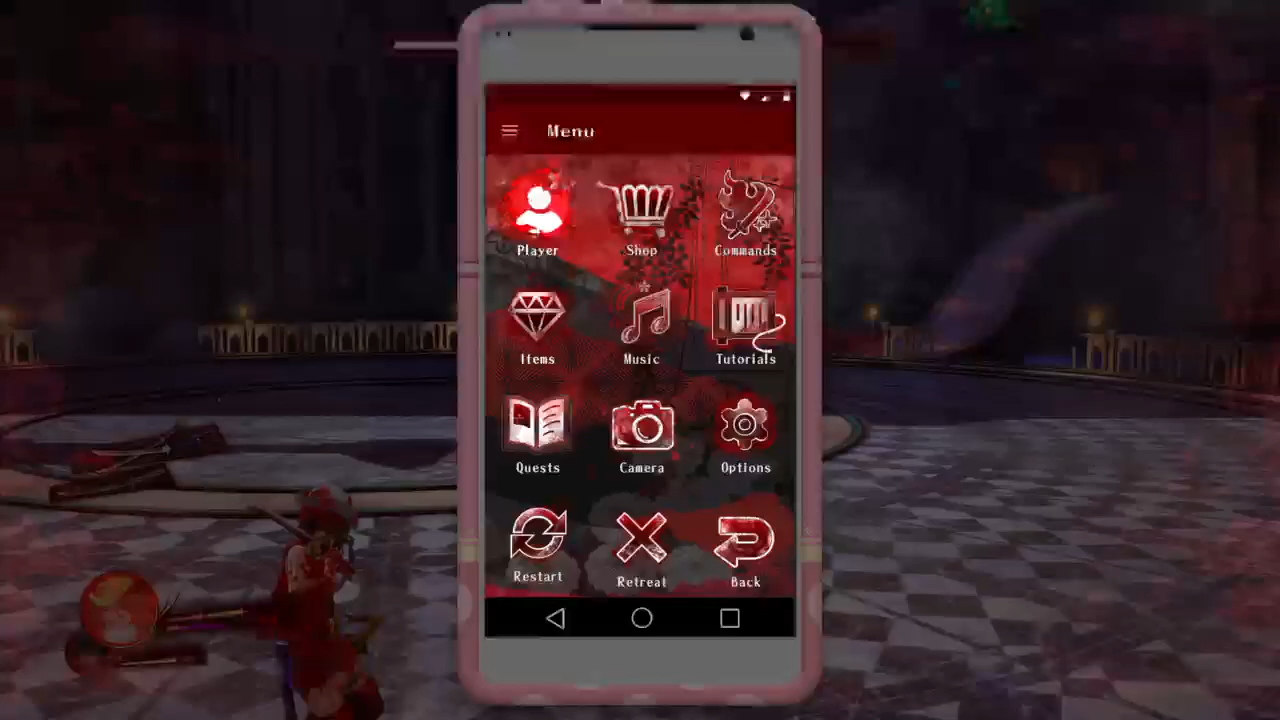 Menu
Player Shop Commands
Items Music Tutorials
Quests Camera Options
Restart Retreat Back